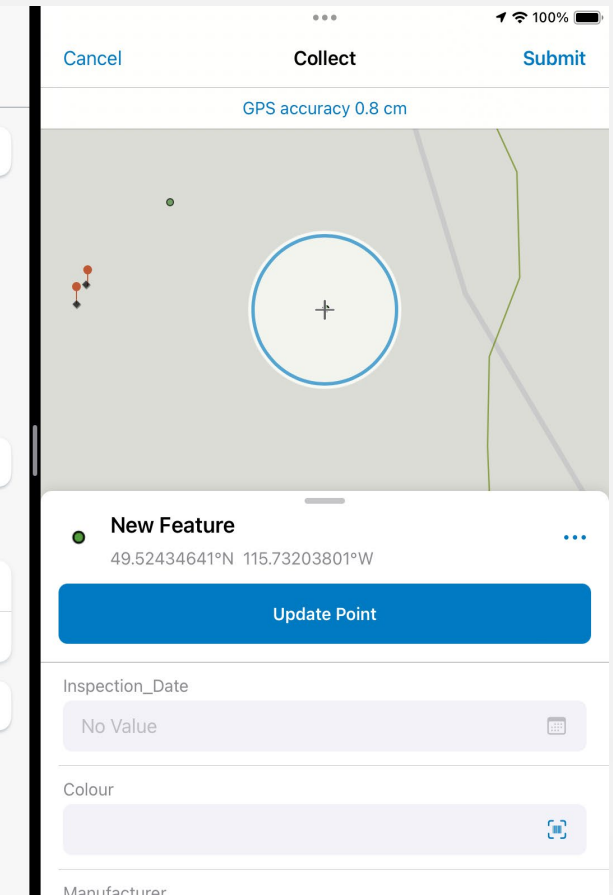 100%
Cancel Collect Submit
GPS accuracy 0.8 cm
New Feature
49.52434641°N 115.73203801°W
Update Point
Inspection_Date
No Value
Colour
Manufacturer